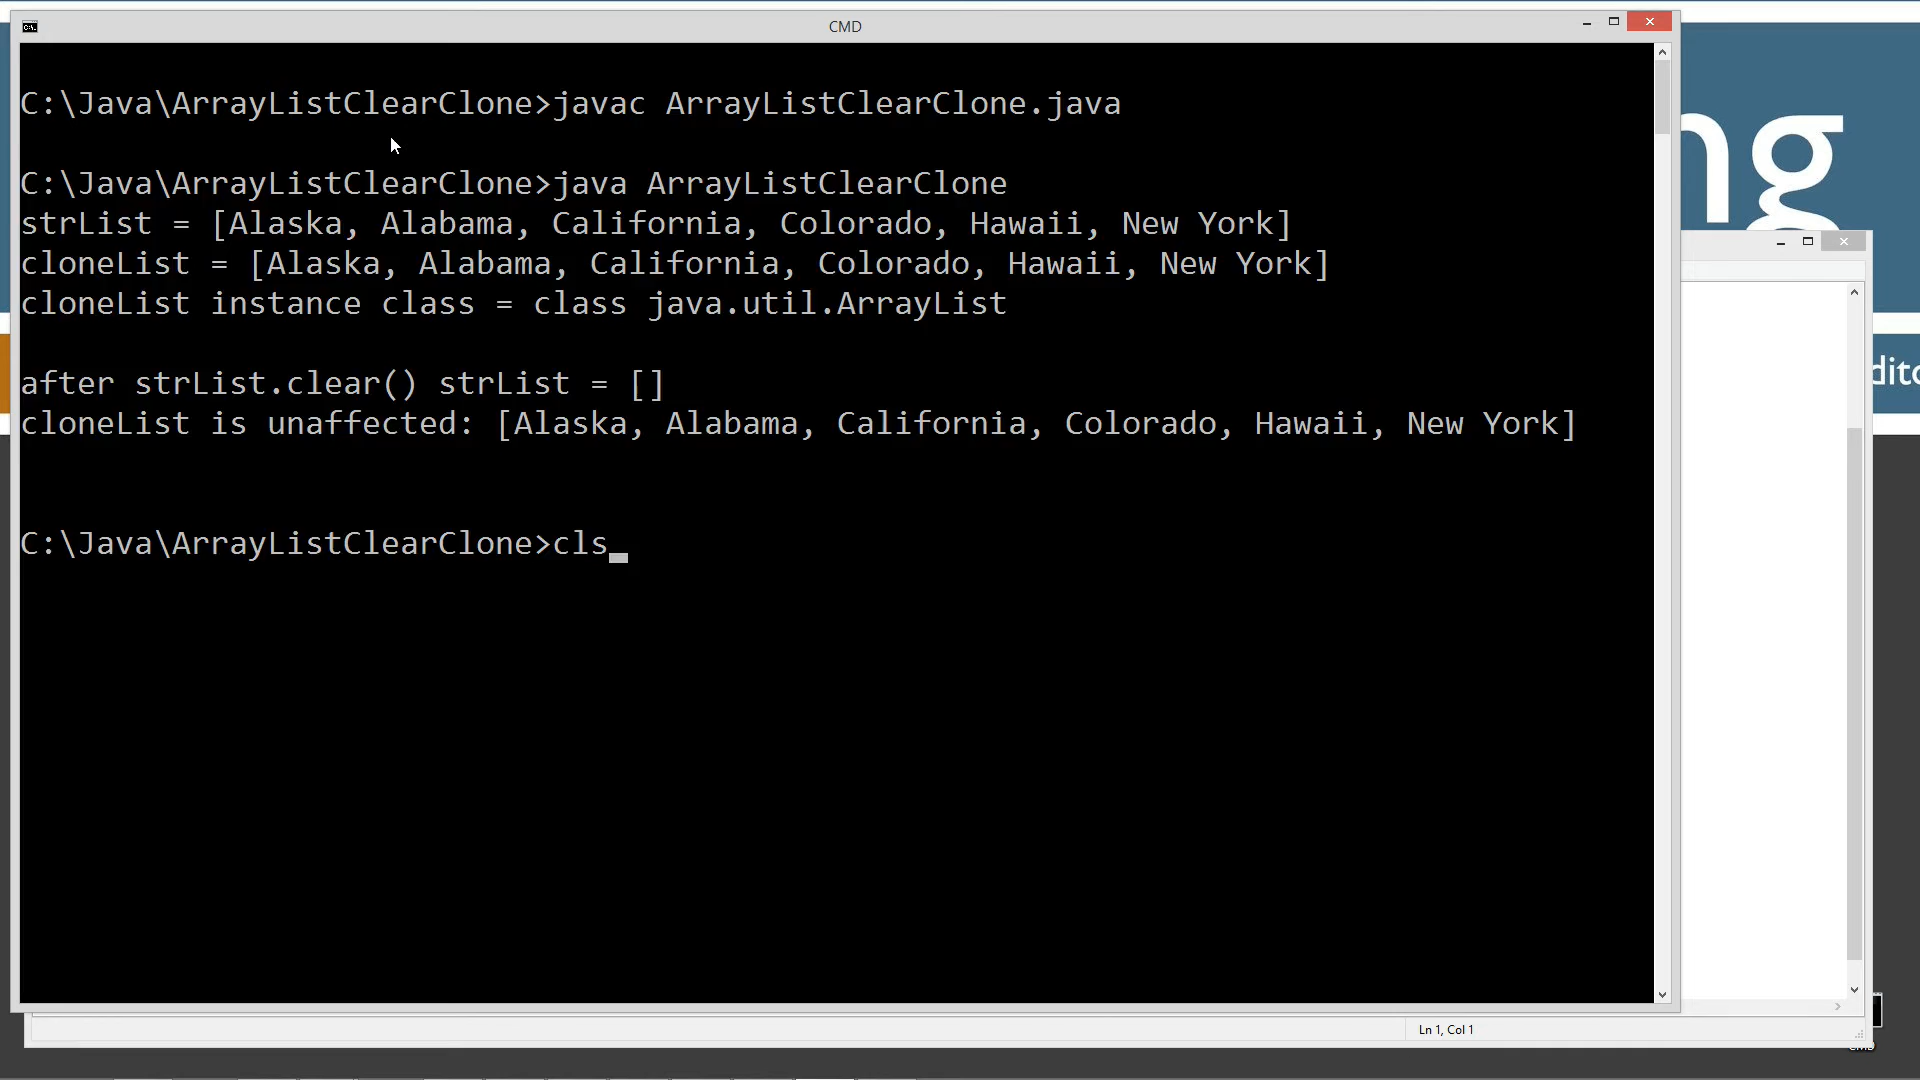 CMD
C:\Java\ArrayListClearClone>javac ArrayListClearClone.java
C:\Java\ArrayListClearClone>java ArrayListClearClone
strList = [Alaska, Alabama, California, Colorado, Hawaii, New York]
cloneList = [Alaska, Alabama, California, Colorado, Hawaii, New York]
cloneList instance class = class java.util.ArrayList
after strList.clear() strList = []
cloneList is unaffected: [Alaska, Alabama, California, Colorado, Hawaii, New York]
C:\Java\ArrayListClearClone>cls
ng
dito
Ln 1, Col 1